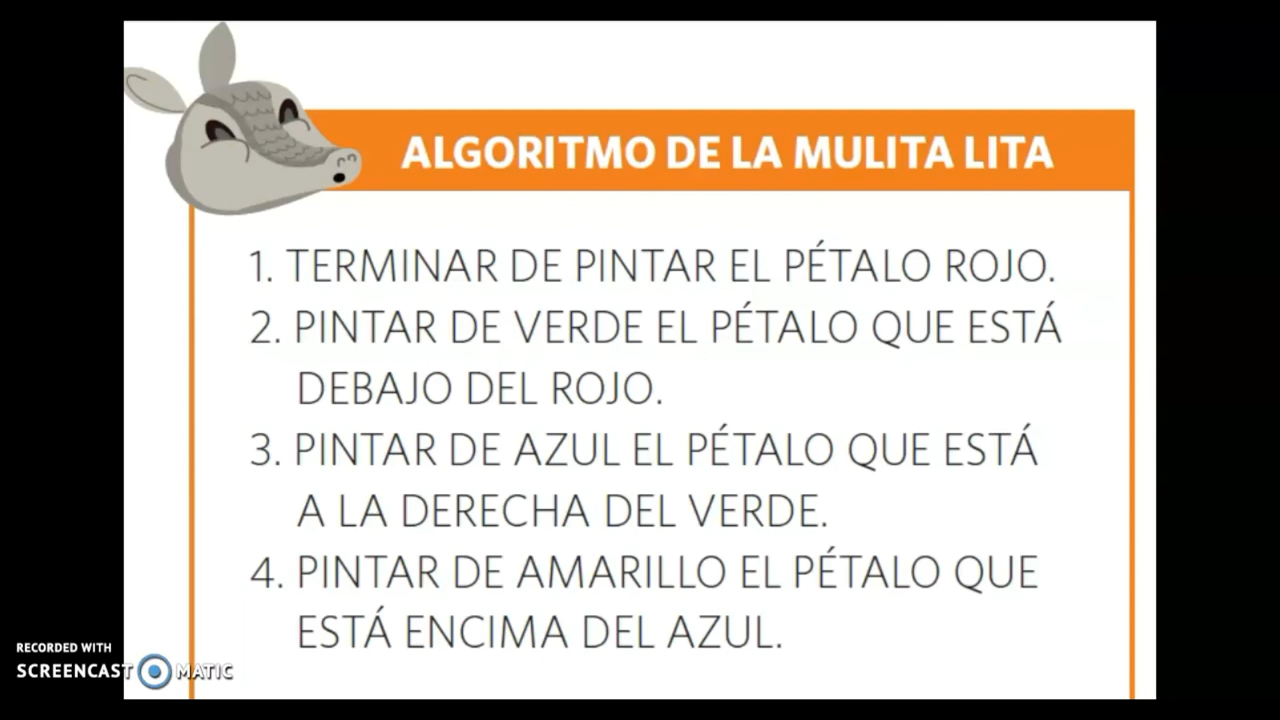 ALGORITMO DE LA MULITA LITA
1. TERMINAR DE PINTAR EL PÉTALO ROJO.
2. PINTAR DE VERDE EL PÉTALO QUE ESTÁ
DEBAJO DEL ROJO.
3. PINTAR DE AZUL EL PÉTALO QUE ESTÁ
A LA DERECHA DEL VERDE.
4. PINTAR DE AMARILLO EL PÉTALO QUE
ESTÁ ENCIMA DEL AZUL.
RECORDED WITH
SCREENCAST MATIC